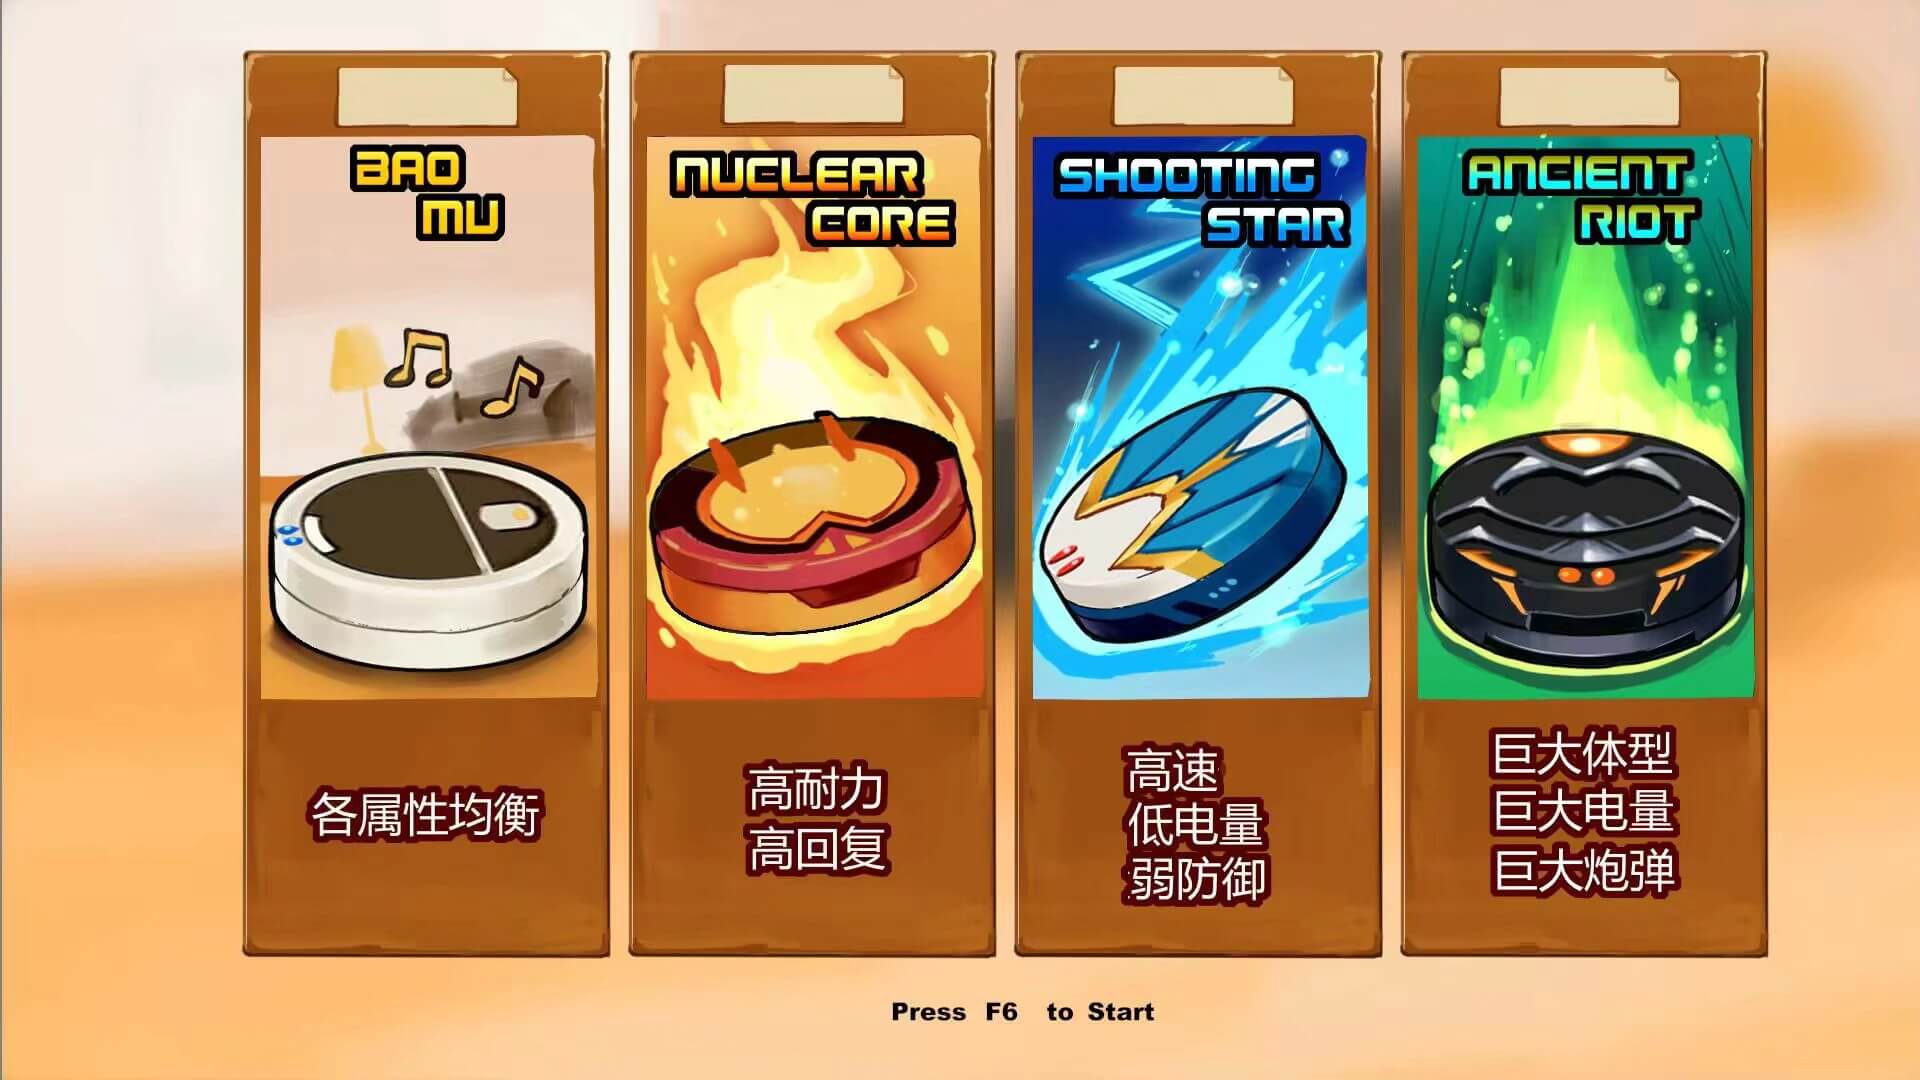 BAO
MU
NUCLEAR
CORE
SHOOTING
STAR
ANCIENT
RIOT
各属性均衡
高耐力
高回复
高速
低电量
弱防御
巨大体型
巨大电量
巨大炮弹
Press F6 to Start